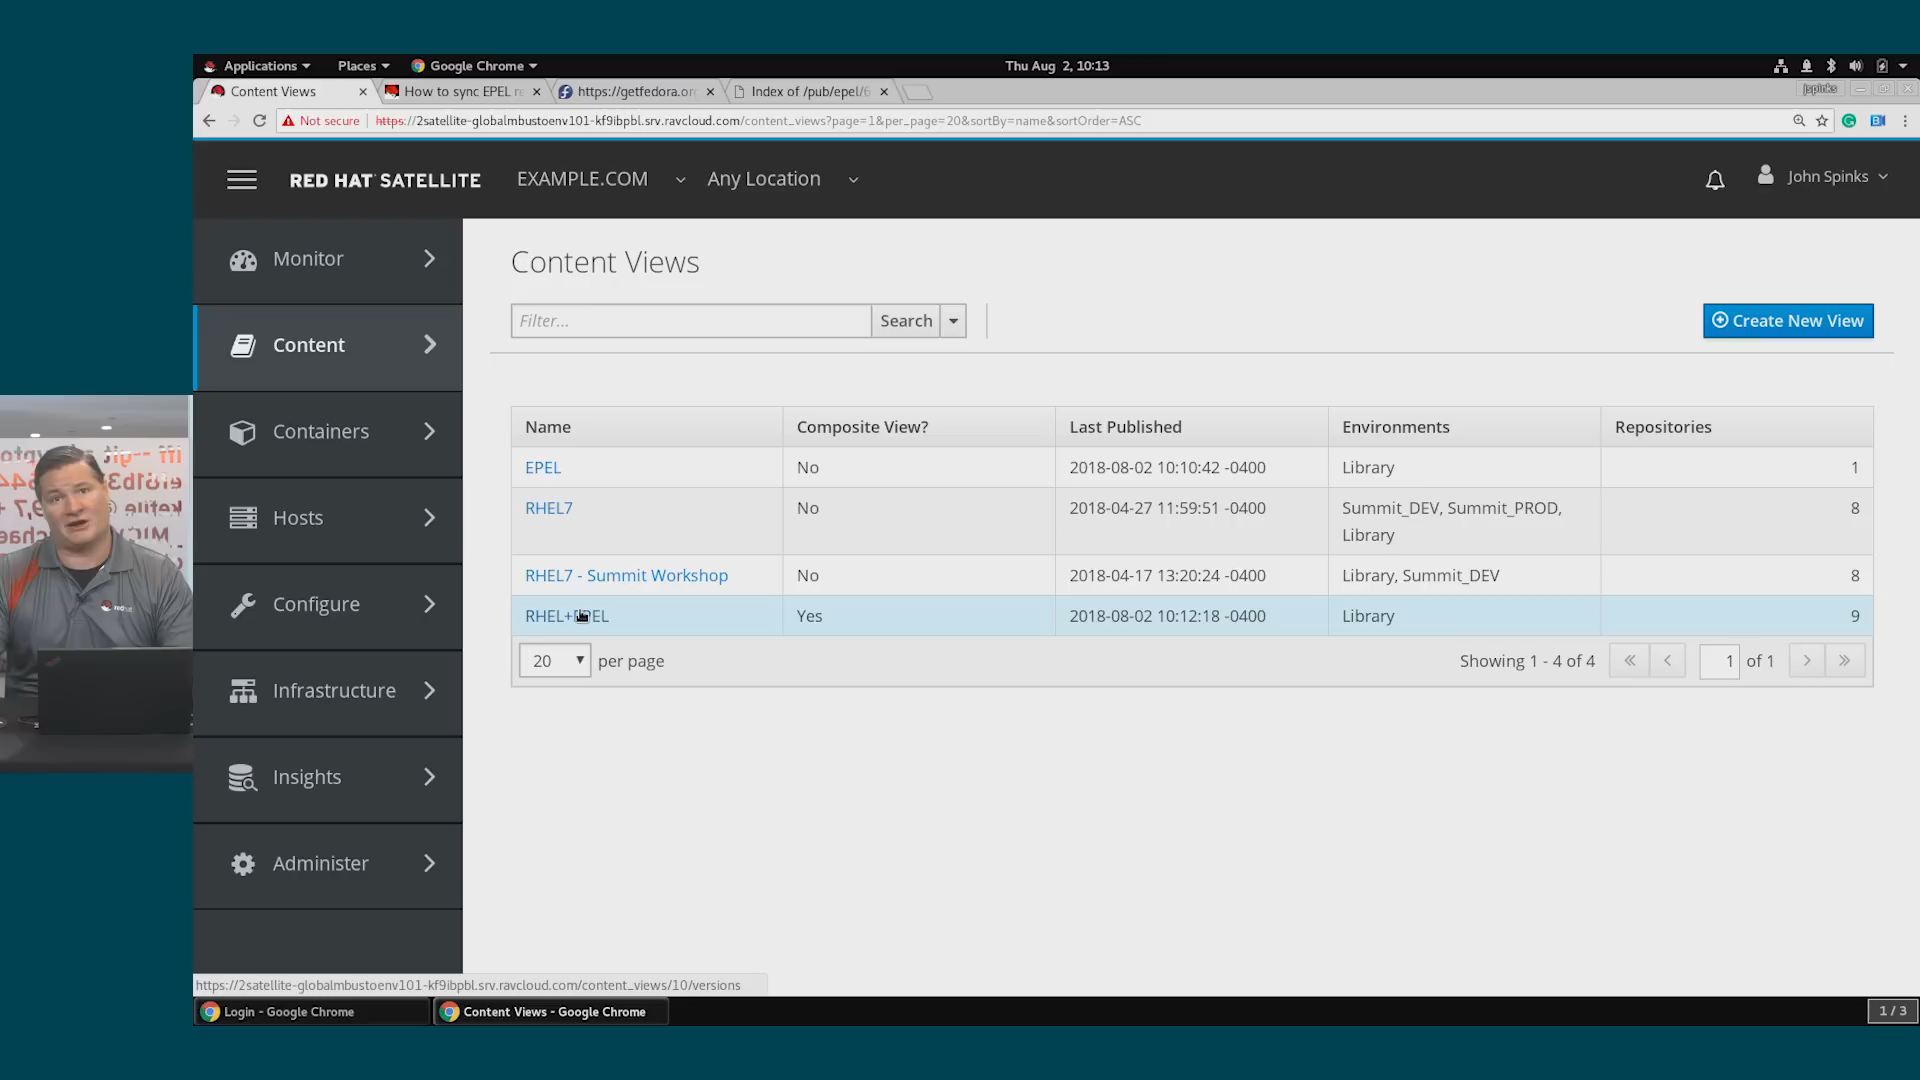 Applications
Places
Google Chrome
Thu Aug 2, 10:13
Content Views
How to sync EPEL re
https://getfedora.or
Index of /pub/epel/6
jspinks
Not secure
https://2satellite-globalmbustoenv101-kf9ibpbl.srv.ravcloud.com/content_views?page=1&per_page=20&sortBy=name&sortOrder=ASC
RED HAT SATELLITE
EXAMPLE.COM
Any Location
John Spinks
Monitor
Content
Containers
Hosts
Configure
Infrastructure
Insights
Administer
Content Views
Filter...
Search
Create New View
Name Composite View? Last Published Environments Repositories
EPEL No 2018-08-02 10:10:42 -0400 Library 1
RHEL7 No 2018-04-27 11:59:51 -0400 Summit_DEV, Summit_PROD, 8
Library
RHEL7 - Summit Workshop No 2018-04-17 13:20:24 -0400 Library, Summit_DEV 8
RHEL+EPEL Yes 2018-08-02 10:12:18 -0400 Library 9
20 per page Showing 1 - 4 of 4 1 of 1
https://2satellite-globalmbustoenv101-kf9ibpbl.srv.ravcloud.com/content_views/10/versions
Login - Google Chrome
Content Views - Google Chrome
1 / 3
redhat